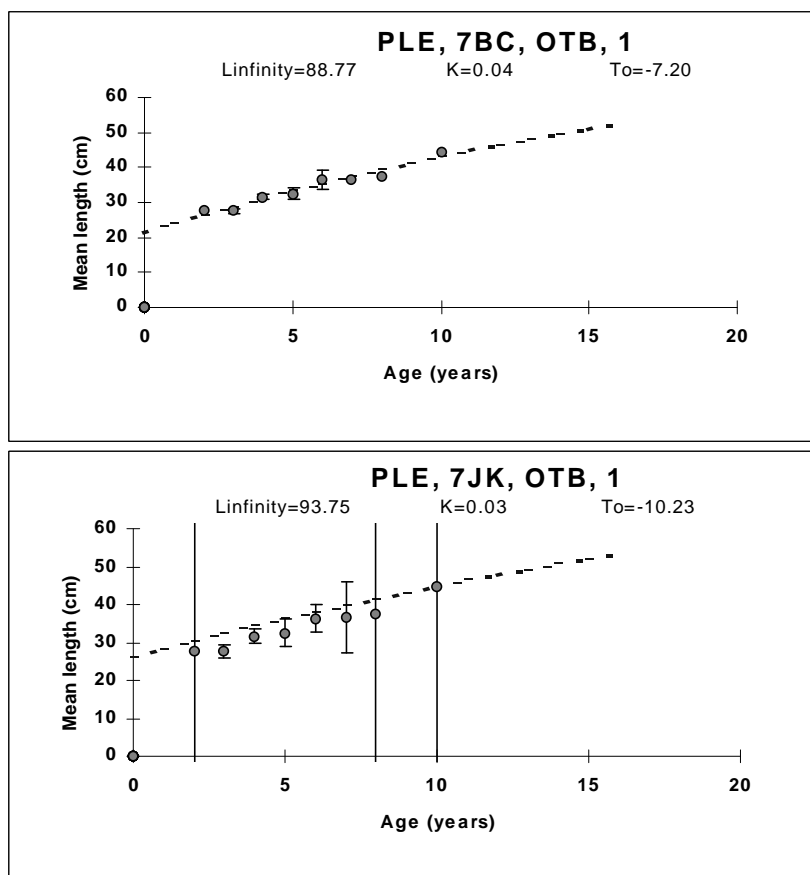 PLE, 7BC, OTB, 1
Linfinity=88.77 K=0.04 To=-7.20
60
50
40
30
20
10
0
Mean length (cm)
0 5 10 15 20
Age (years)
PLE, 7JK, OTB, 1
Linfinity=93.75 K=0.03 To=-10.23
60
50
40
30
20
10
0
Mean length (cm)
0 5 10 15 20
Age (years)